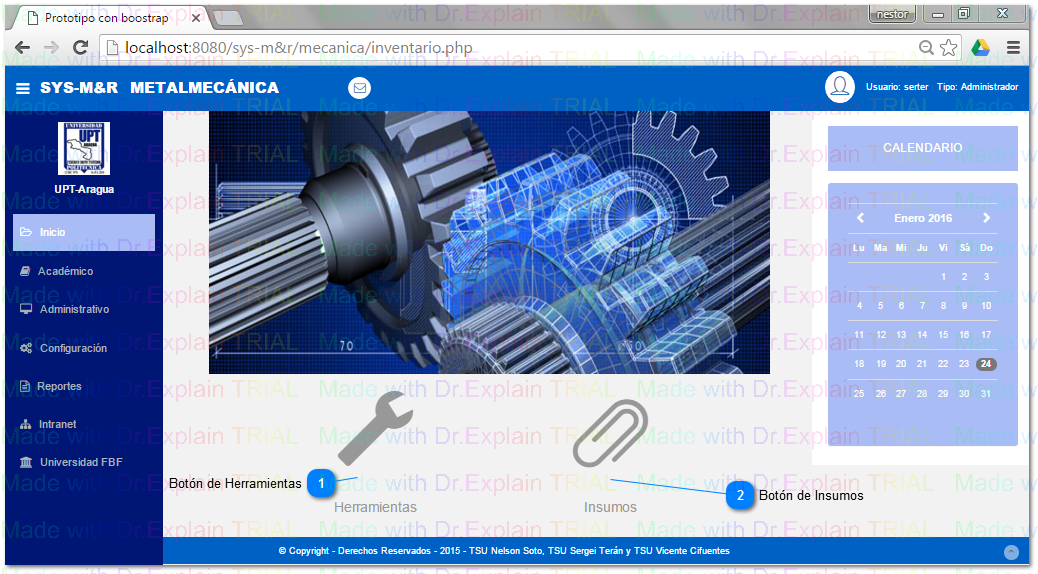 Prototipo con boostrap
nestor
localhost:8080/sys-m&r/mecanica/inventario.php
SYS-M&R METALMECÁNICA
Usuario: serter Tipo: Administrador
UNIVERSIDAD
UPT
ARAGUA
UPT-Aragua
Inicio
Académico
Administrativo
Configuración
Reportes
Intranet
Universidad FBF
70
CALENDARIO
Enero 2016
Lu Ma Mi Ju Vi Sá Do
1 2 3
4 5 6 7 8 9 10
11 12 13 14 15 16 17
18 19 20 21 22 23 24
25 26 27 28 29 30 31
Botón de Herramientas 1
Herramientas
2 Botón de Insumos
Insumos
© Copyright - Derechos Reservados - 2015 - TSU Nelson Soto, TSU Sergei Terán y TSU Vicente Cifuentes
Made with Dr.Explain TRIAL